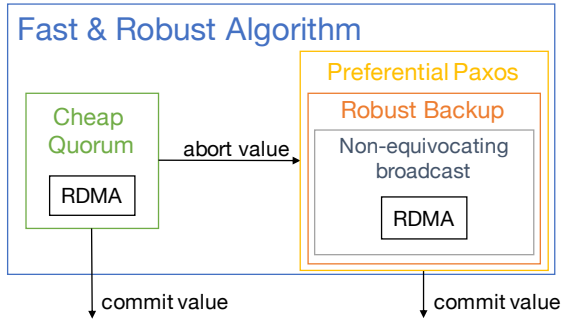 Fast & Robust Algorithm
Preferential Paxos
Cheap
Quorum
RDMA
abort value
Robust Backup
Non-equivocating
broadcast
RDMA
commit value
commit value